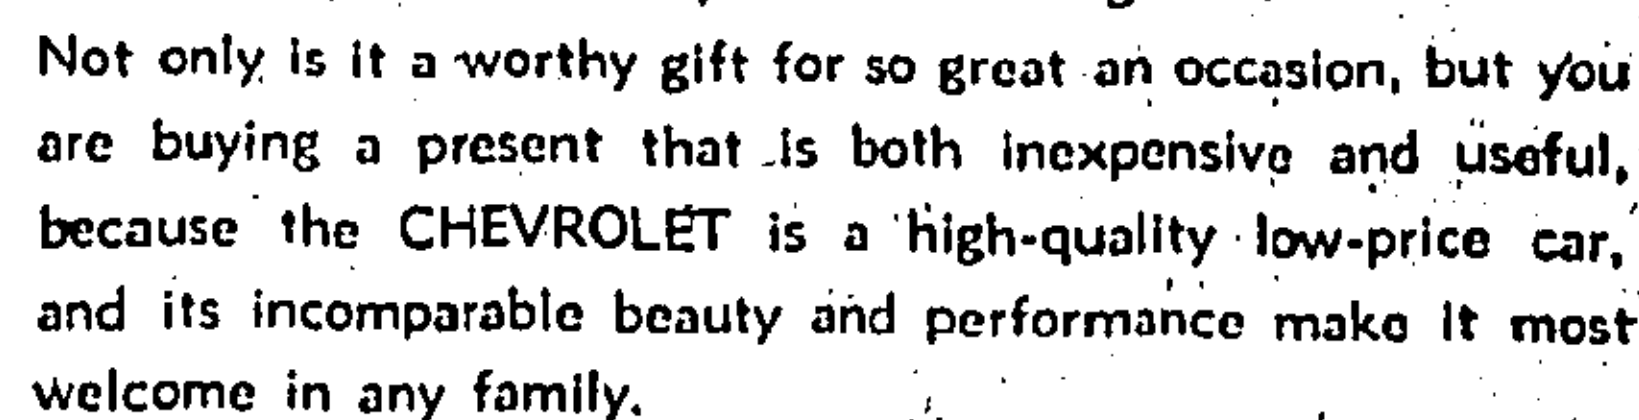 Not only is it a worthy gift for so great an occasion, but you
are buying a present that is both inexpensive and useful,
because the CHEVROLET is a high-quality low-price car,
and its incomparable beauty and performance make it most
welcome in any family.